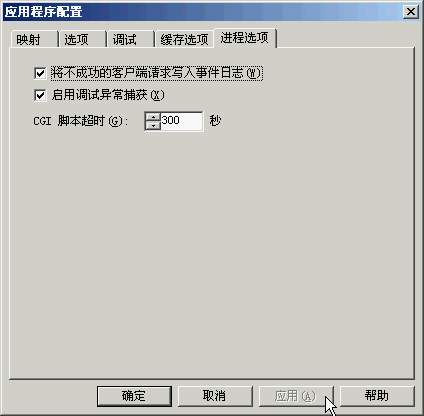 应用程序配置
映射 选项 调试 缓存选项 进程选项
将不成功的客户端请求写入事件日志(W)
启用调试异常捕获(X)
CGI 脚本超时(G): 300 秒
确定 取消 应用(A) 帮助